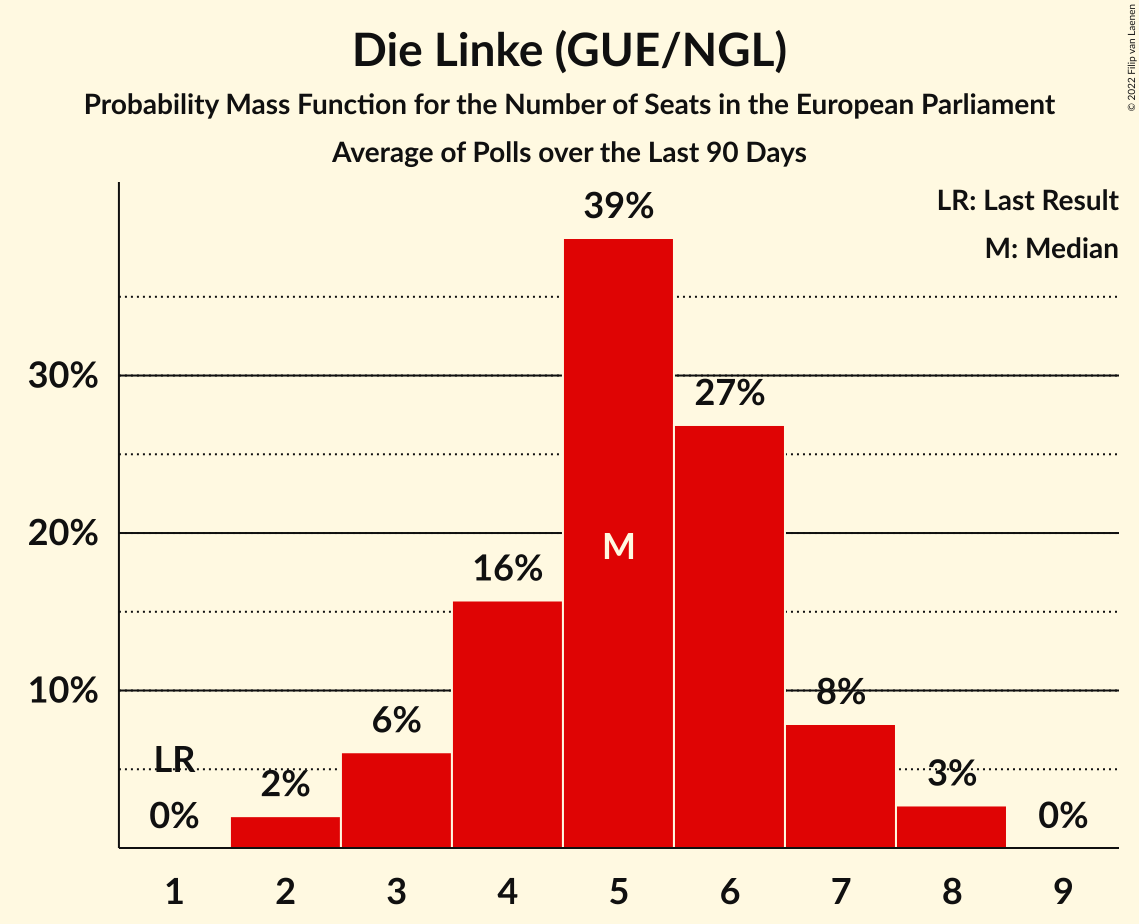 Die Linke (GUE/NGL)
Probability Mass Function for the Number of Seats in the European Parliament
Average of Polls over the Last 90 Days
© 2022 Filip van Laenen
LR: Last Result
M: Median
39%
30%
27%
20%
M
16%
10%
8%
6%
LR
2%
3%
0%
0%
1 2 3 4 5 6 7 8 9